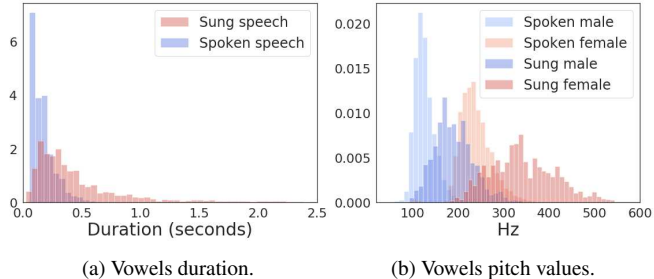 Sung speech
Spoken speech
6
4
2
0
0.0 0.5 1.0 1.5 2.0 2.5
Duration (seconds)
(a) Vowels duration.
Spoken male
Spoken female
Sung male
Sung female
0.020
0.015
0.010
0.005
0.000
100 200 300 400 500 600
Hz
(b) Vowels pitch values.